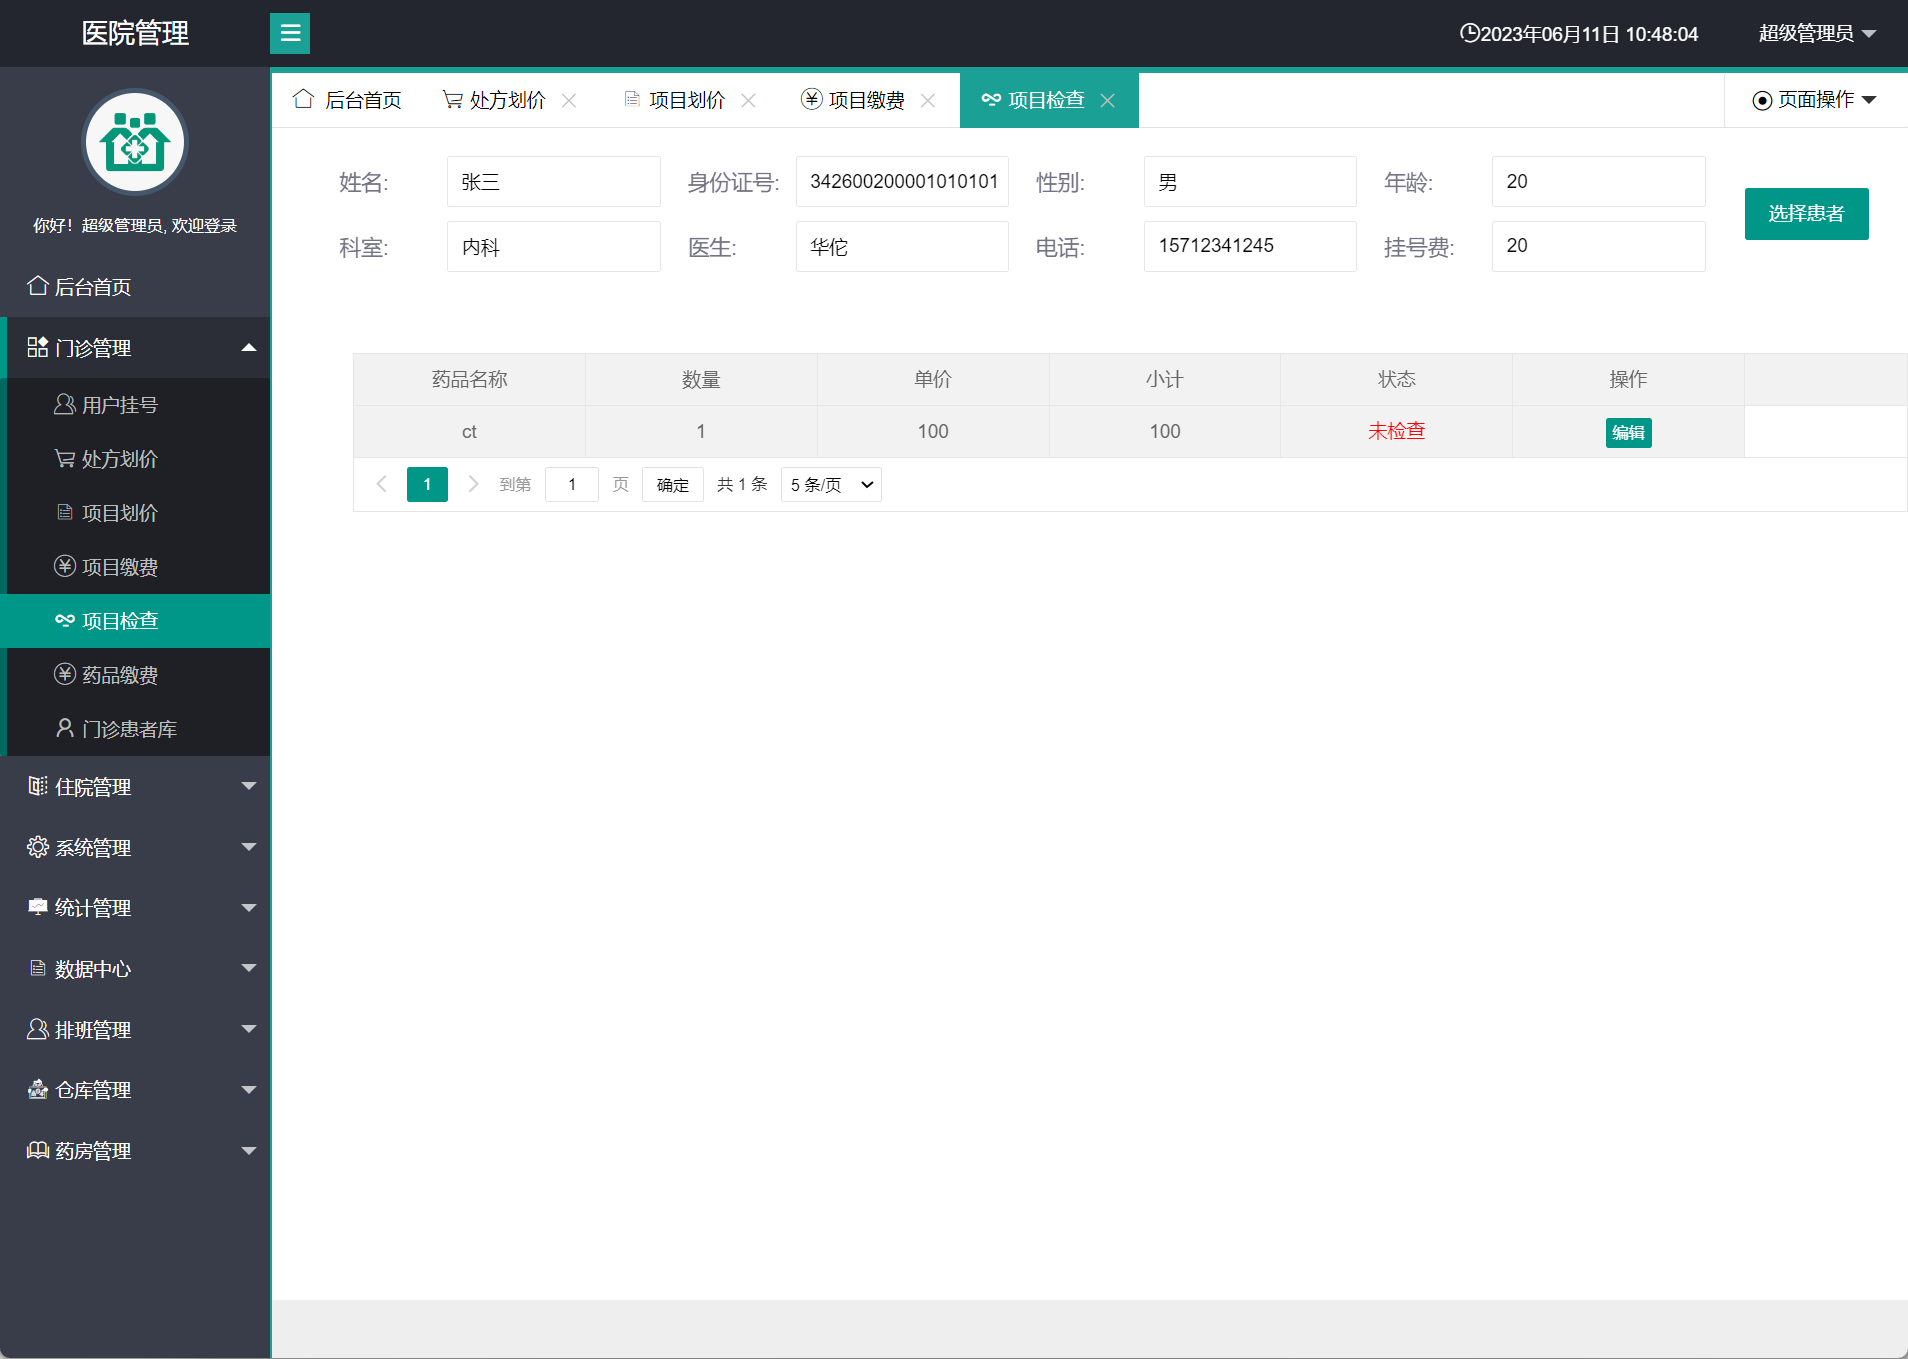 医院管理
2023年06月11日 10:48:04
超级管理员
你好！超级管理员, 欢迎登录
后台首页
门诊管理
用户挂号
处方划价
项目划价
项目缴费
项目检查
药品缴费
门诊患者库
住院管理
系统管理
统计管理
数据中心
排班管理
仓库管理
药房管理
后台首页
处方划价
项目划价
项目缴费
项目检查
页面操作
姓名: 张三 身份证号: 342600200001010101 性别: 男 年龄: 20
选择患者
科室: 内科 医生: 华佗 电话: 15712341245 挂号费: 20
药品名称 数量 单价 小计 状态 操作
ct 1 100 100 未检查 编辑
1 到第 1 页 确定 共 1 条 5 条/页